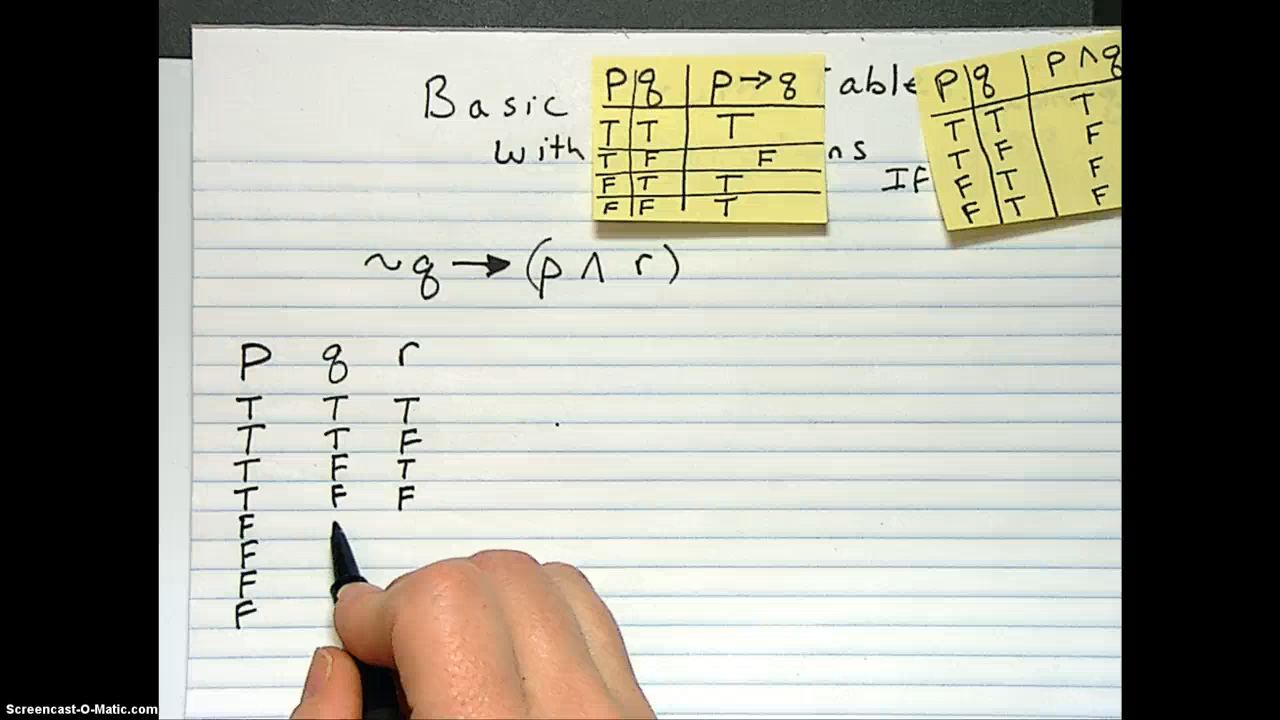 Basic
able
with
ns
If
p q p → q
T T T
T F F
F T T
F F T
p q p ∧ q
T T T
T F F
F T F
F T F
~q → (p ∧ r)
p q r
T T T
T T F
T F T
T F F
F
F
F
F
Screencast-O-Matic.com